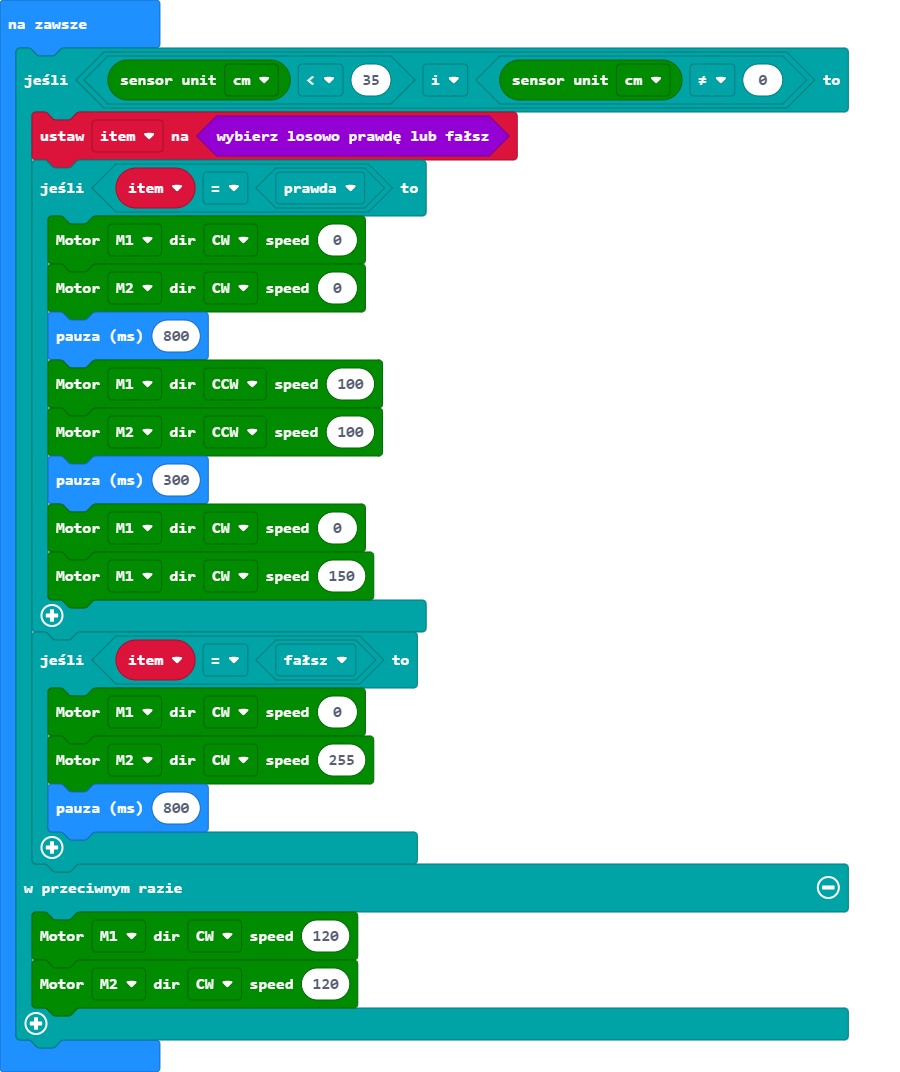 na zawsze
jeśli sensor unit cm < 35 i sensor unit cm ≠ 0 to
ustaw item na wybierz losowo prawdę lub fałsz
jeśli item = prawda to
Motor M1 dir CW speed 0
Motor M2 dir CW speed 0
pauza (ms) 800
Motor M1 dir CCW speed 100
Motor M2 dir CCW speed 100
pauza (ms) 300
Motor M1 dir CW speed 0
Motor M1 dir CW speed 150
jeśli item = fałsz to
Motor M1 dir CW speed 0
Motor M2 dir CW speed 255
pauza (ms) 800
w przeciwnym razie
Motor M1 dir CW speed 120
Motor M2 dir CW speed 120